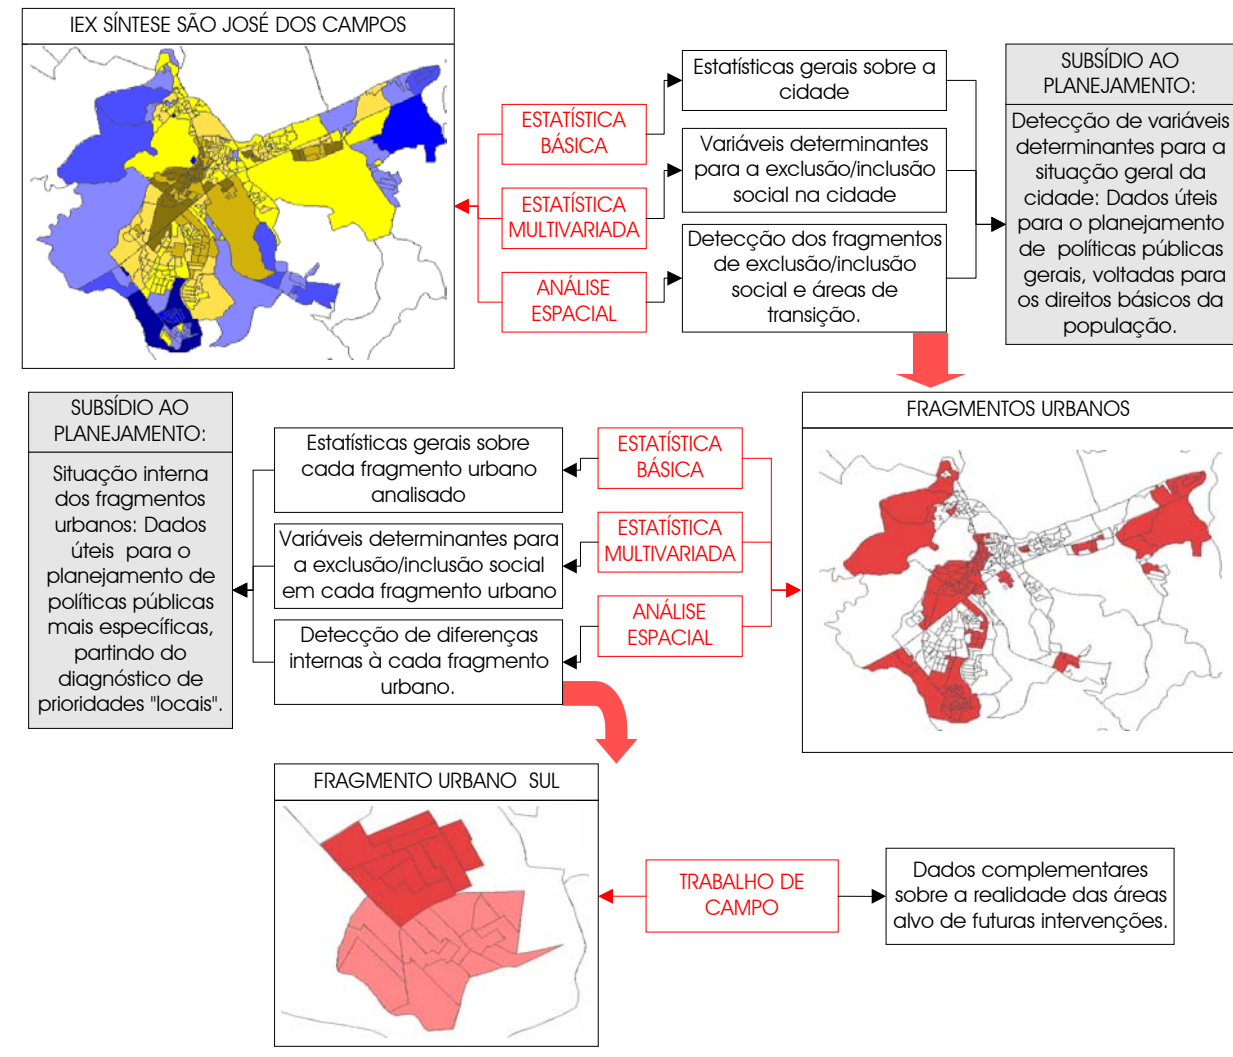 IEX SÍNTESE SÃO JOSÉ DOS CAMPOS
ESTATÍSTICA
BÁSICA
ESTATÍSTICA
MULTIVARIADA
ANÁLISE
ESPACIAL
Estatísticas gerais sobre a
cidade
Variáveis determinantes
para a exclusão/inclusão
social na cidade
Detecção dos fragmentos
de exclusão/inclusão
social e áreas de
transição.
SUBSÍDIO AO
PLANEJAMENTO:
Detecção de variáveis
determinantes para a
situação geral da
cidade: Dados úteis
para o planejamento
de políticas públicas
gerais, voltadas para
os direitos básicos da
população.
SUBSÍDIO AO
PLANEJAMENTO:
Situação interna
dos fragmentos
urbanos: Dados
úteis para o
planejamento de
políticas públicas
mais específicas,
partindo do
diagnóstico de
prioridades "locais".
Estatísticas gerais sobre
cada fragmento urbano
analisado
Variáveis determinantes para
a exclusão/inclusão social
em cada fragmento urbano
Detecção de diferenças
internas à cada fragmento
urbano.
ESTATÍSTICA
BÁSICA
ESTATÍSTICA
MULTIVARIADA
ANÁLISE
ESPACIAL
FRAGMENTOS URBANOS
FRAGMENTO URBANO SUL
TRABALHO DE
CAMPO
Dados complementares
sobre a realidade das áreas
alvo de futuras intervenções.